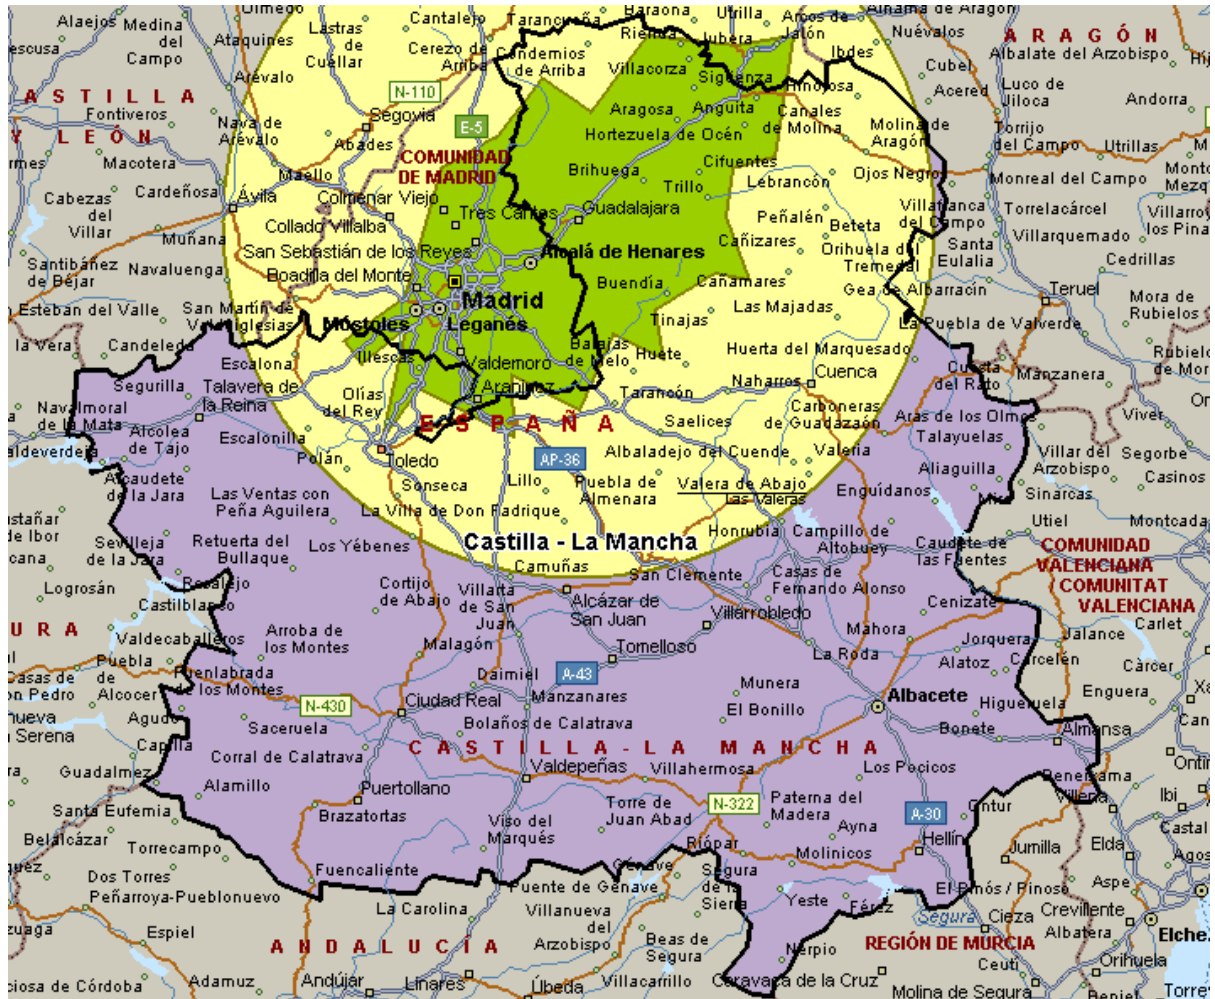 Alaejos
Medina
del
Campo
Olmedo
Ataquines
Lastras
de
Cuéllar
Cantalejo
Cerezo de
Arriba
Tarancueña
Condemios
de Arriba
Baraona
Rienda
Utrilla
Jubera
Arcos de
Jalón
Ibdes
Alhama de Aragón
Nuévalos
ARAGÓN
Albalate del Arzobispo
Villacorza
Sigüenza
Hinojosa
Cubel
Acered
Luco de
Jiloca
Andorra
Arévalo
N-110
Segovia
E-5
Aragosa
Anguita
Canales
de Molina
Molina de
Aragón
Torrijo
del Campo
Utrillas
ASTILLA
Y LEÓN
Fontiveros
Nava de
Arévalo
Abades
Hortezuela de Océn
COMUNIDAD
DE MADRID
Macotera
Cardeñosa
Maello
Brihuega
Cifuentes
Trillo
Lebrancón
Ojos Negros
Monreal del Campo
Cabezas
del
Villar
Ávila
Colmenar Viejo
Tres Cantos
Guadalajara
Peñalén
Beteta
Villafranca
del Campo
Torrelacárcel
Villarquemado
Muñana
Collado Villalba
San Sebastián de los Reyes
Alcalá de Henares
Cañizares
Orihuela del
Tremedal
Santa
Eulalia
Cedrillas
Santibáñez
de Béjar
Navaluenga
Boadilla del Monte
Madrid
Buendía
Cañamares
Gea de Albarracín
Teruel
Esteban del Valle
San Martín de
Valdeiglesias
Móstoles
Leganés
Tinajas
Las Majadas
La Puebla de Valverde
Mora de
Rubielos
la Vera
Candeleda
Escalona
Illescas
Valdemoro
Barajas
de Melo
Huete
Huerta del Marquesado
Segurilla
Talavera de
la Reina
Olías
del Rey
Aranjuez
Tarancón
Naharros
Cuenca
Cuesta
del Rato
Manzanera
Navalmoral
de la Mata
Alcolea
de Tajo
Escalonilla
ESPAÑA
Saelices
Carboneras
de Guadazaón
Aras de los Olmos
Talayuelas
Viver
Polán
Toledo
AP-36
Albaladejo del Cuende
Valeria
Villar del
Arzobispo
Segorbe
Casinos
Alcaudete
de la Jara
Las Ventas con
Peña Aguilera
Sonseca
Lillo
Puebla de
Almenara
Valera de Abajo
Las Valeras
Enguídanos
Aliaguilla
Sinarcas
La Villa de Don Fadrique
Honrubia
Campillo de
Altobuey
Utiel
Montcada
Sevilleja
de la Jara
Retuerta del
Bullaque
Los Yébenes
Castilla - La Mancha
Caudete de
las Fuentes
COMUNIDAD
VALENCIANA
/ COMUNITAT
VALENCIANA
Logrosán
Camuñas
San Clemente
Casas de
Fernando Alonso
Castilblanco
Cortijo
de Abajo
Villarta
de San
Juan
Alcázar de
San Juan
Villarrobledo
Cenizate
Carlet
Valdecaballeros
Arroba de
los Montes
Malagón
Tomelloso
Mahora
La Roda
Jorquera
Jalance
Puebla
de
Alcocer
Fuenlabrada
de los Montes
Daimiel
A-43
Munera
Alatoz
Carcelén
Càrcer
Enguera
Agudo
N-430
Ciudad Real
Manzanares
El Bonillo
Albacete
Higueruela
Saceruela
Bolaños de Calatrava
Bonete
Almansa
Capilla
Corral de Calatrava
CASTILLA-LA MANCHA
Guadalmez
Alamillo
Valdepeñas
Villahermosa
Los Pocicos
Beneixama
Villena
Ibi
Santa Eufemia
Puertollano
Brazatortas
Torre de
Juan Abad
N-322
Paterna del
Madera
A-30
Ontur
Belalcázar
Torrecampo
Viso del
Marqués
Ayna
Hellín
Jumilla
Elda
Dos Torres
Fuencaliente
Riópar
Molinicos
Peñarroya-Pueblonuevo
Puente de Génave
Génave
Segura
de la
Sierra
Yeste
Férez
El Pinós / Pinoso
Aspe
La Carolina
Villanueva
del
Arzobispo
Segura
Cieza
Crevillente
Albatera
Elche
Espiel
ANDALUCÍA
Beas de
Segura
Nerpio
REGIÓN DE MURCIA
Ceutí
Orihuela
Adamuz
Andújar
Linares
Úbeda
Villacarrillo
Caravaca de la Cruz
Molina de Segura